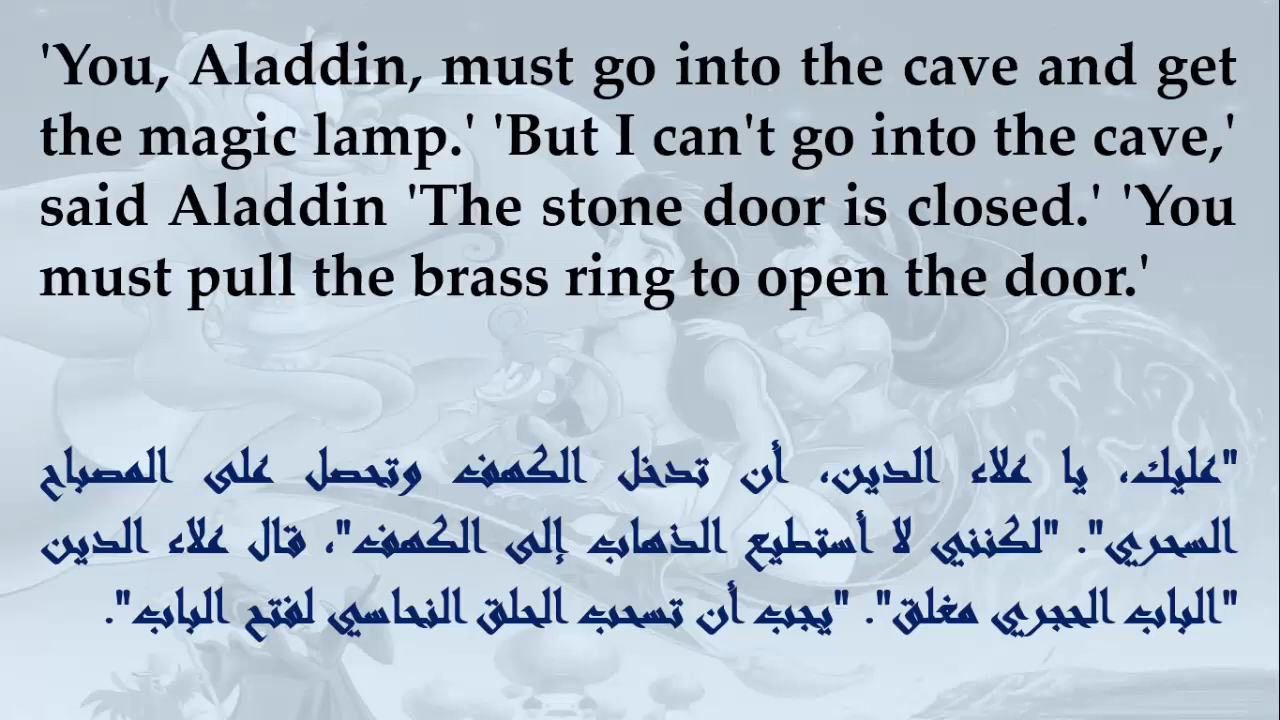 'You, Aladdin, must go into the cave and get
the magic lamp.' 'But I can't go into the cave,'
said Aladdin 'The stone door is closed.' 'You
must pull the brass ring to open the door.'
"عليك، يا علاء الدين، أن تدخل الكهف وتحصل على المصباح
السحري". "لكنني لا أستطيع الذهاب إلى الكهف"، قال علاء الدين
"الباب الحجري مغلق". "يجب أن تسحب الحلق النحاسي لفتح الباب".